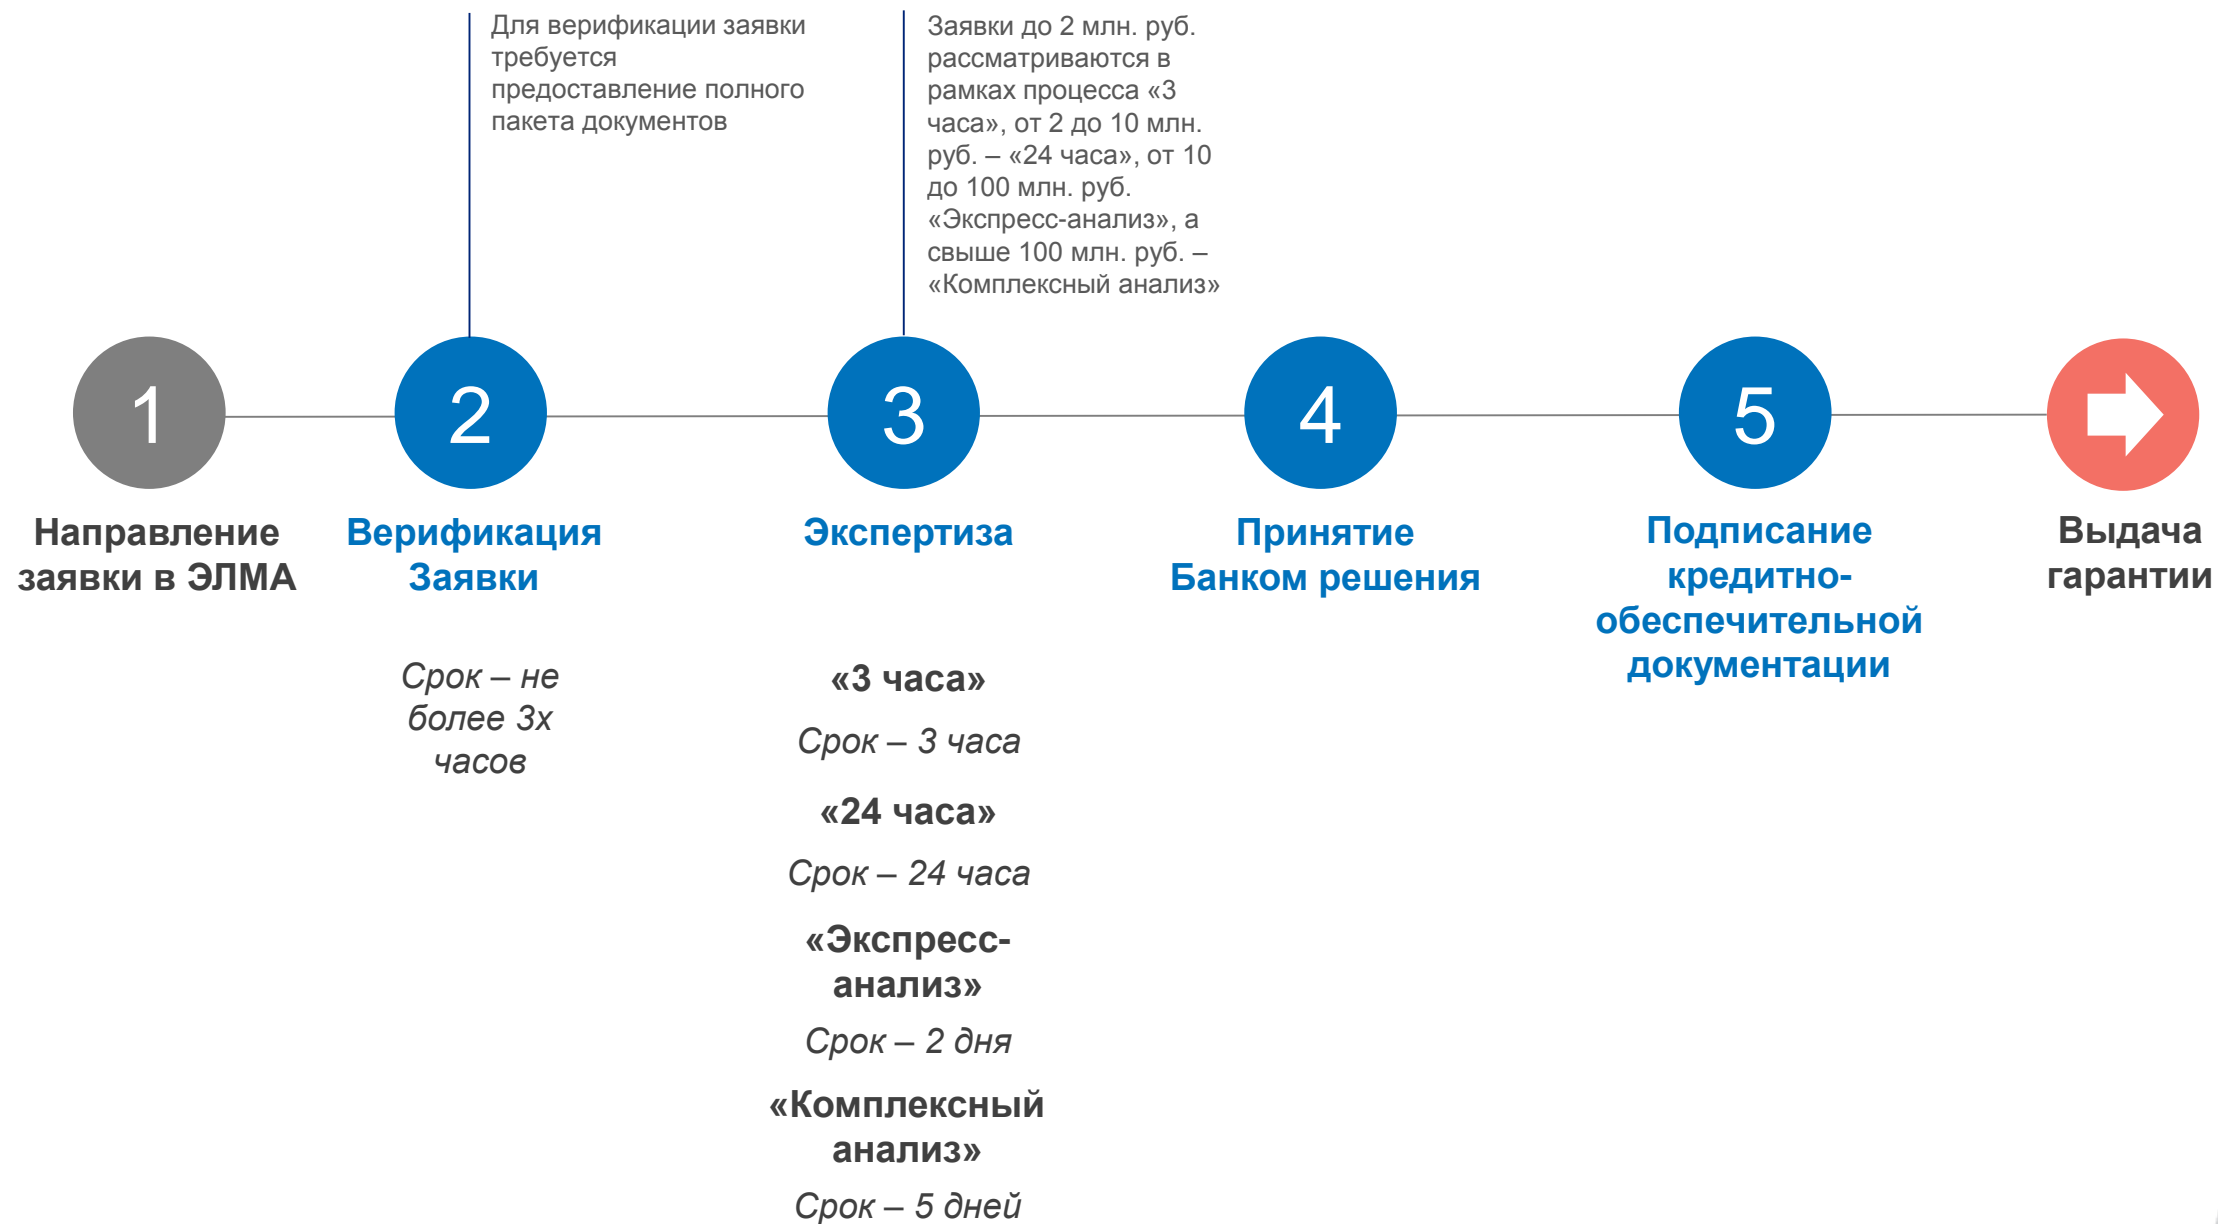 Для верификации заявки
требуется
предоставление полного
пакета документов
Заявки до 2 млн. руб.
рассматриваются в
рамках процесса «3
часа», от 2 до 10 млн.
руб. – «24 часа», от 10
до 100 млн. руб.
«Экспресс-анализ», а
свыше 100 млн. руб. –
«Комплексный анализ»
1
2
3
4
5
Направление
заявки в ЭЛМА
Верификация
Заявки
Экспертиза
Принятие
Банком решения
Подписание
кредитно-
обеспечительной
документации
Выдача
гарантии
Срок – не
более 3х
часов
«3 часа»
Срок – 3 часа
«24 часа»
Срок – 24 часа
«Экспресс-
анализ»
Срок – 2 дня
«Комплексный
анализ»
Срок – 5 дней